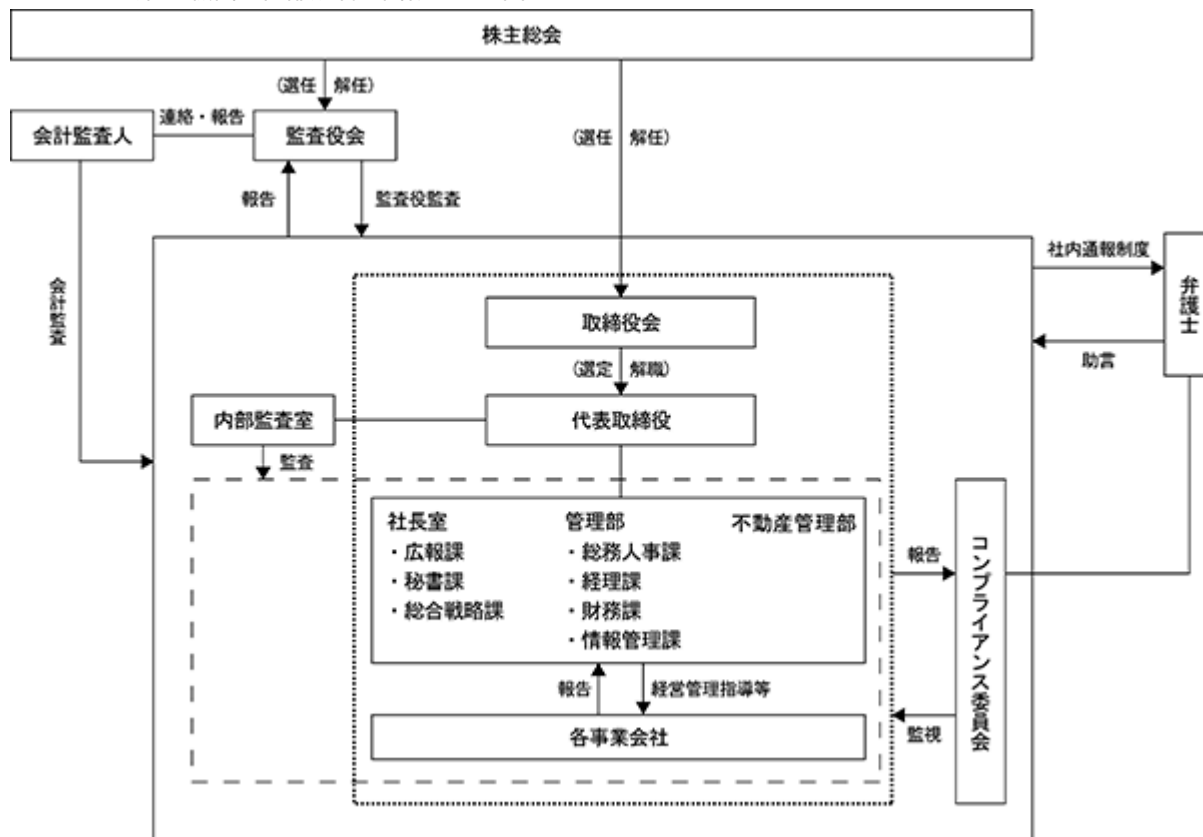 株主総会
(選任 解任)
会計監査人
連絡・報告
監査役会
(選任 解任)
報告
監査役監査
社内通報制度
弁護士
会計監査
取締役会
助言
(選定 解職)
内部監査室
代表取締役
監査
社長室
・広報課
・秘書課
・総合戦略課
管理部
・総務人事課
・経理課
・財務課
・情報管理課
不動産管理部
報告
コンプライアンス委員会
報告
経営管理指導等
監視
各事業会社